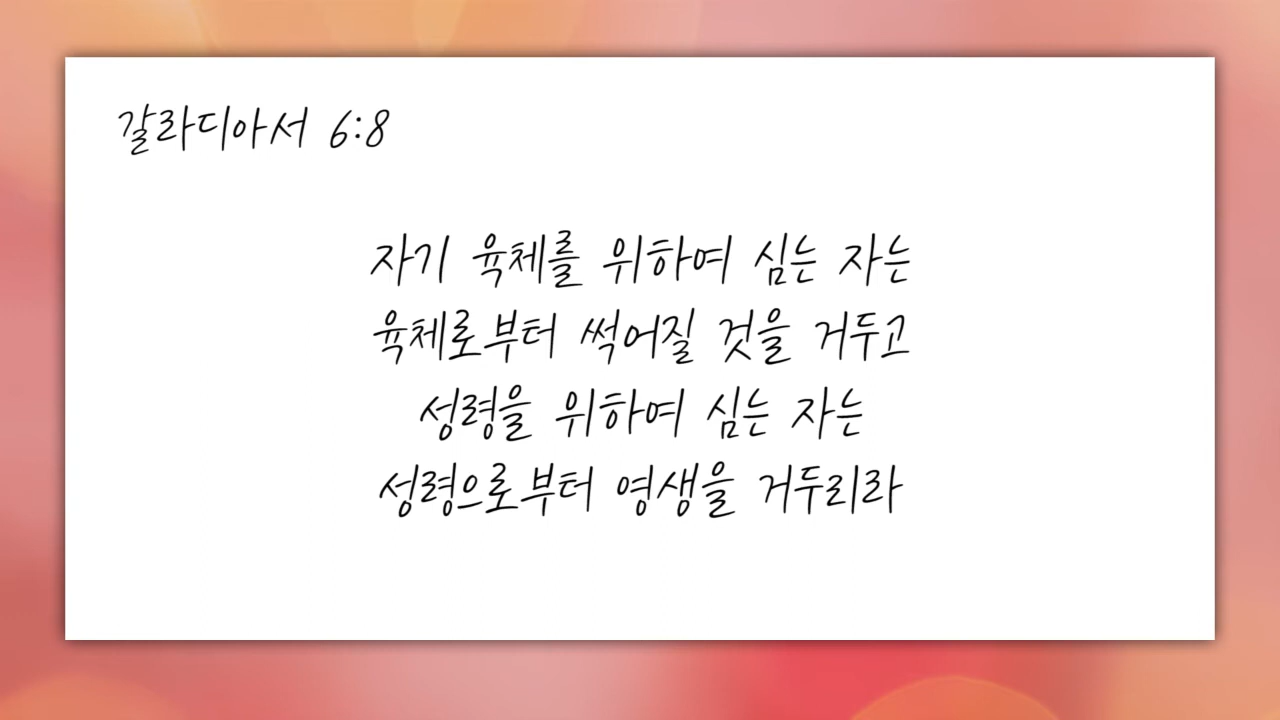 갈라디아서 6:8
자기 육체를 위하여 심는 자는
육체로부터 썩어질 것을 거두고
성령을 위하여 심는 자는
성령으로부터 영생을 거두리라